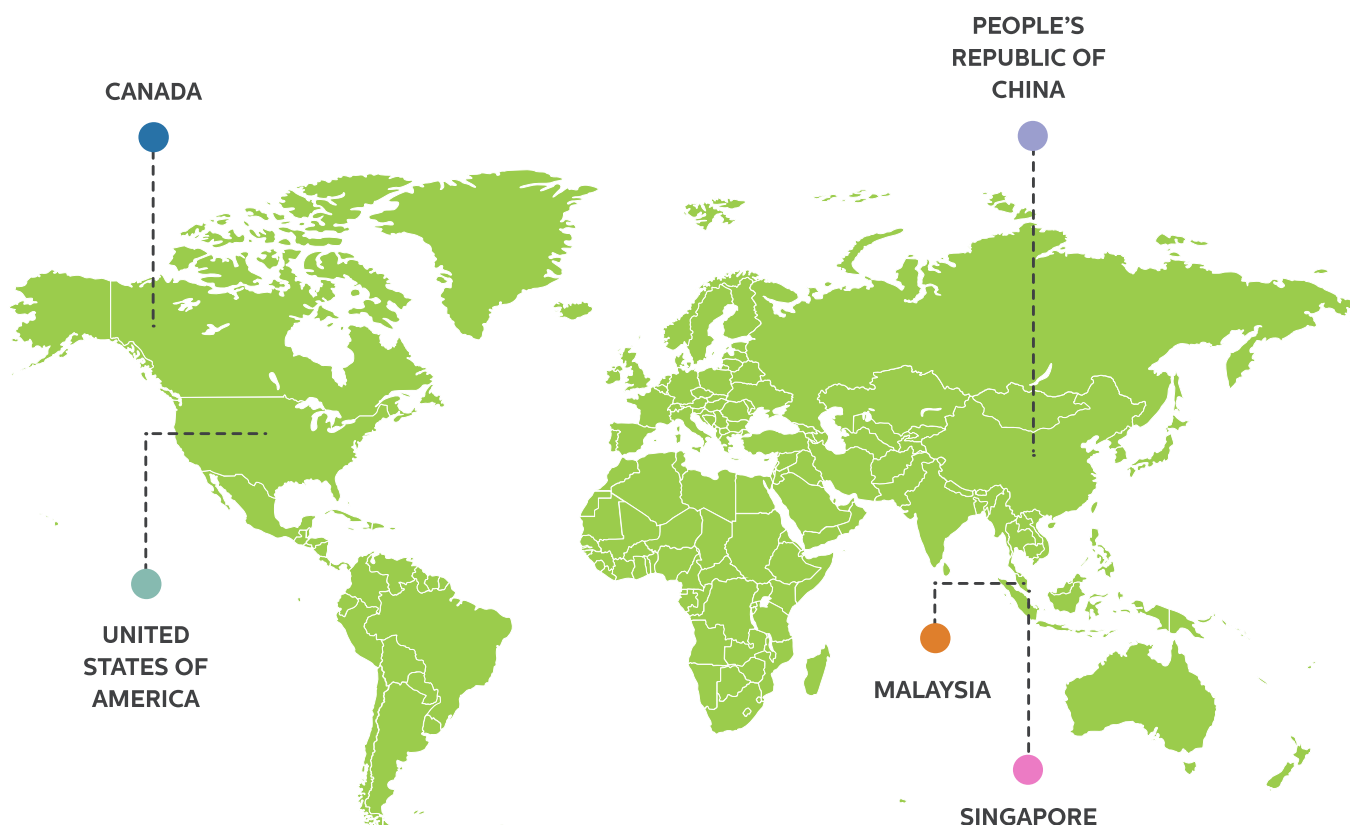 CANADA
PEOPLE’S
REPUBLIC OF
CHINA
UNITED
STATES OF
AMERICA
MALAYSIA
SINGAPORE